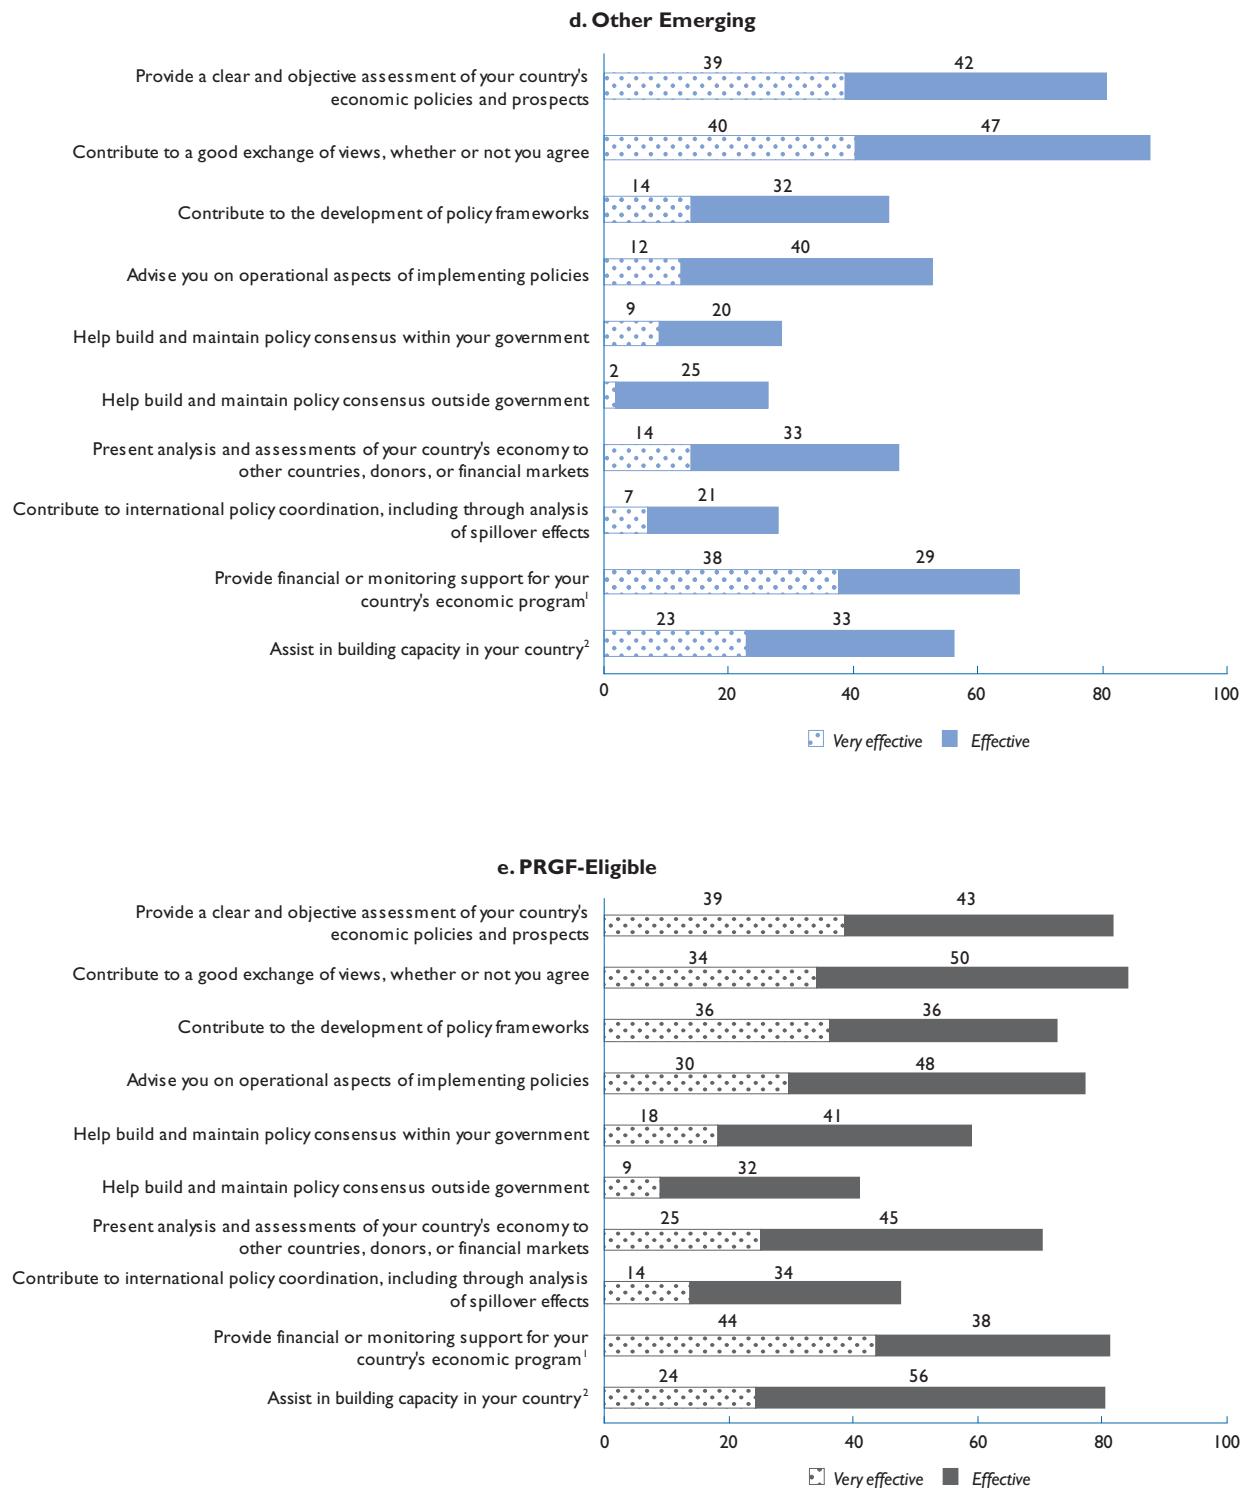 d. Other Emerging
39 42
Provide a clear and objective assessment of your country's
economic policies and prospects
40 47
Contribute to a good exchange of views, whether or not you agree
14 32
Contribute to the development of policy frameworks
12 40
Advise you on operational aspects of implementing policies
9 20
Help build and maintain policy consensus within your government
2 25
Help build and maintain policy consensus outside government
14 33
Present analysis and assessments of your country's economy to
other countries, donors, or financial markets
7 21
Contribute to international policy coordination, including through analysis
of spillover effects
38 29
Provide financial or monitoring support for your
country's economic program¹
23 33
Assist in building capacity in your country²
0 20 40 60 80 100
Very effective Effective
e. PRGF-Eligible
39 43
Provide a clear and objective assessment of your country's
economic policies and prospects
34 50
Contribute to a good exchange of views, whether or not you agree
36 36
Contribute to the development of policy frameworks
30 48
Advise you on operational aspects of implementing policies
18 41
Help build and maintain policy consensus within your government
9 32
Help build and maintain policy consensus outside government
25 45
Present analysis and assessments of your country's economy to
other countries, donors, or financial markets
14 34
Contribute to international policy coordination, including through analysis
of spillover effects
44 38
Provide financial or monitoring support for your
country's economic program¹
24 56
Assist in building capacity in your country²
0 20 40 60 80 100
Very effective Effective